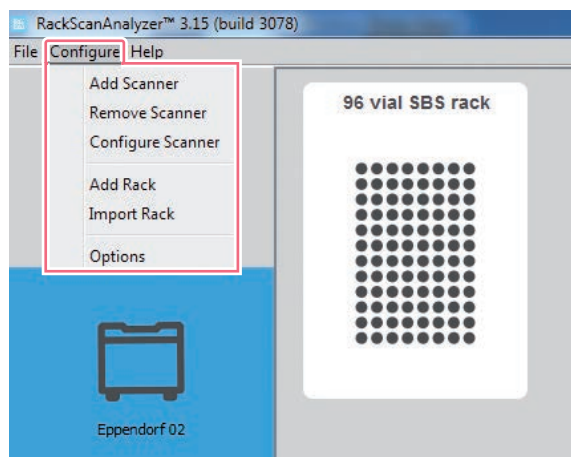 RackScanAnalyzer™ 3.15 (build 3078)
File Configure Help
Add Scanner
Remove Scanner
Configure Scanner
Add Rack
Import Rack
Options
96 vial SBS rack
Eppendorf 02